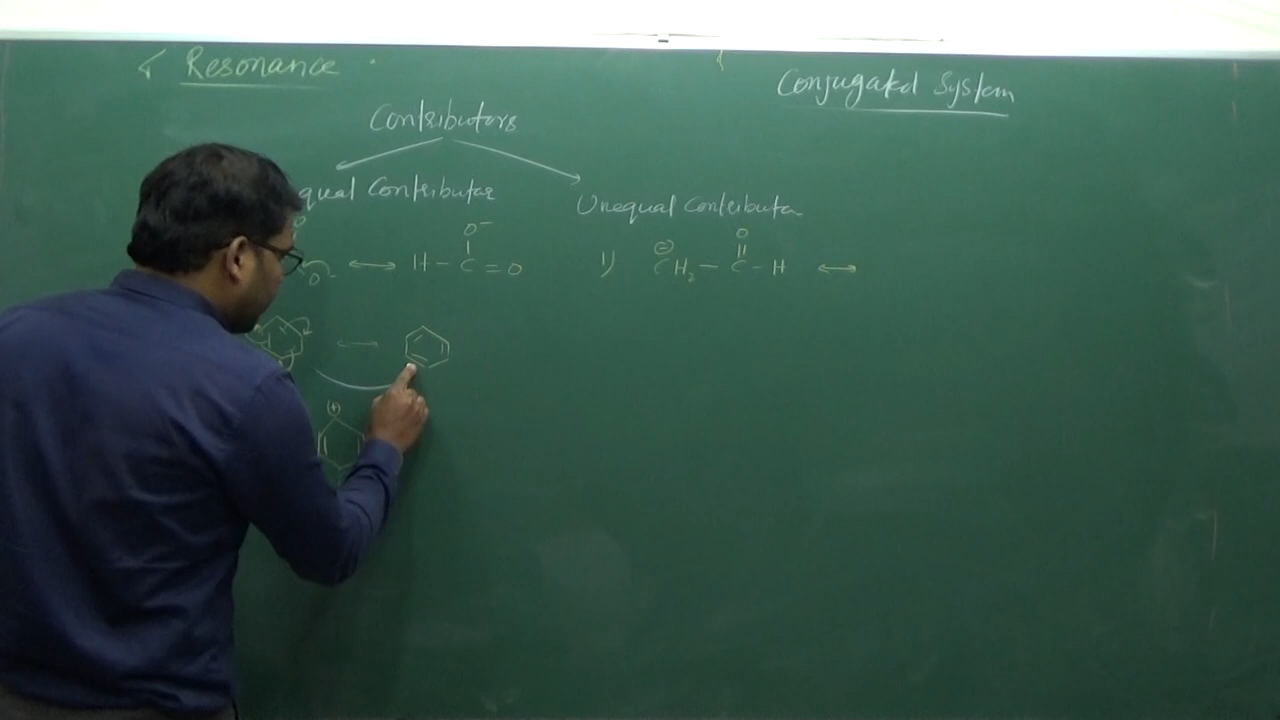 Resonance
Conjugated System
Contributors
qual Contributor
Unequal Contributor
O
O⁻
O
O⁻
↔ H – C = O
1) ⊖CH₂ – C – H ↔
↔
(+)